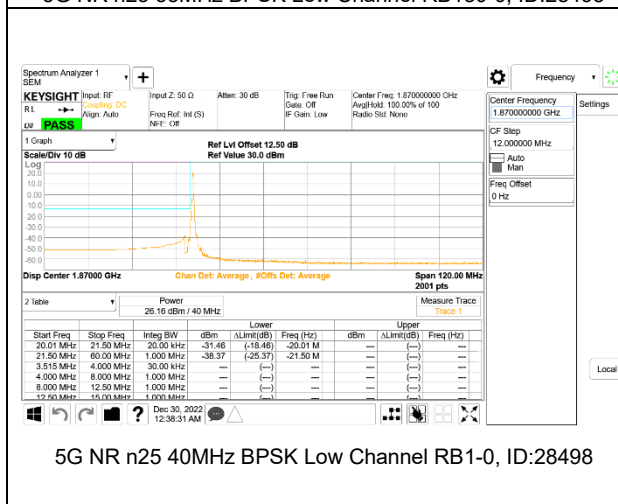 5G NR n25 35MHz BPSK Low Channel RB180-0, ID:28498
Spectrum Analyzer 1
SEM
+
Frequency
KEYSIGHT Input: RF Input Z: 50 Ω Atten: 30 dB Trig: Free Run Center Freq: 1.870000000 GHz
RL Coupling: DC Gate: Off Avg|Hold: 100.00% of 100
Align: Auto Freq Ref: Int (S) IF Gain: Low Radio Std: None
PASS NFE: Off
Center Frequency
1.870000000 GHz
Settings
CF Step
12.000000 MHz
Auto
Man
Freq Offset
0 Hz
1 Graph
Ref Lvl Offset 12.50 dB
Scale/Div 10 dB Ref Value 30.0 dBm
Log
20.0
10.0
0.00
-10.0
-20.0
-30.0
-40.0
-50.0
-60.0
Disp Center 1.87000 GHz Chan Det: Average , #Offs Det: Average Span 120.00 MHz
2001 pts
2 Table Power Measure Trace
26.16 dBm / 40 MHz Trace 1
Lower Upper
Start Freq Stop Freq Integ BW dBm ΔLimit(dB) Freq (Hz) dBm ΔLimit(dB) Freq (Hz)
20.01 MHz 21.50 MHz 20.00 kHz -31.46 (-18.46) -20.01 M --- (---) ---
21.50 MHz 60.00 MHz 1.000 MHz -38.37 (-25.37) -21.50 M --- (---) ---
3.515 MHz 4.000 MHz 30.00 kHz --- (---) --- --- (---) ---
4.000 MHz 8.000 MHz 1.000 MHz --- (---) --- --- (---) ---
8.000 MHz 12.50 MHz 1.000 MHz --- (---) --- --- (---) ---
12.50 MHz 15.00 MHz 1.000 MHz --- (---) --- --- (---) ---
Local
? Dec 30, 2022
12:38:31 AM
5G NR n25 40MHz BPSK Low Channel RB1-0, ID:28498